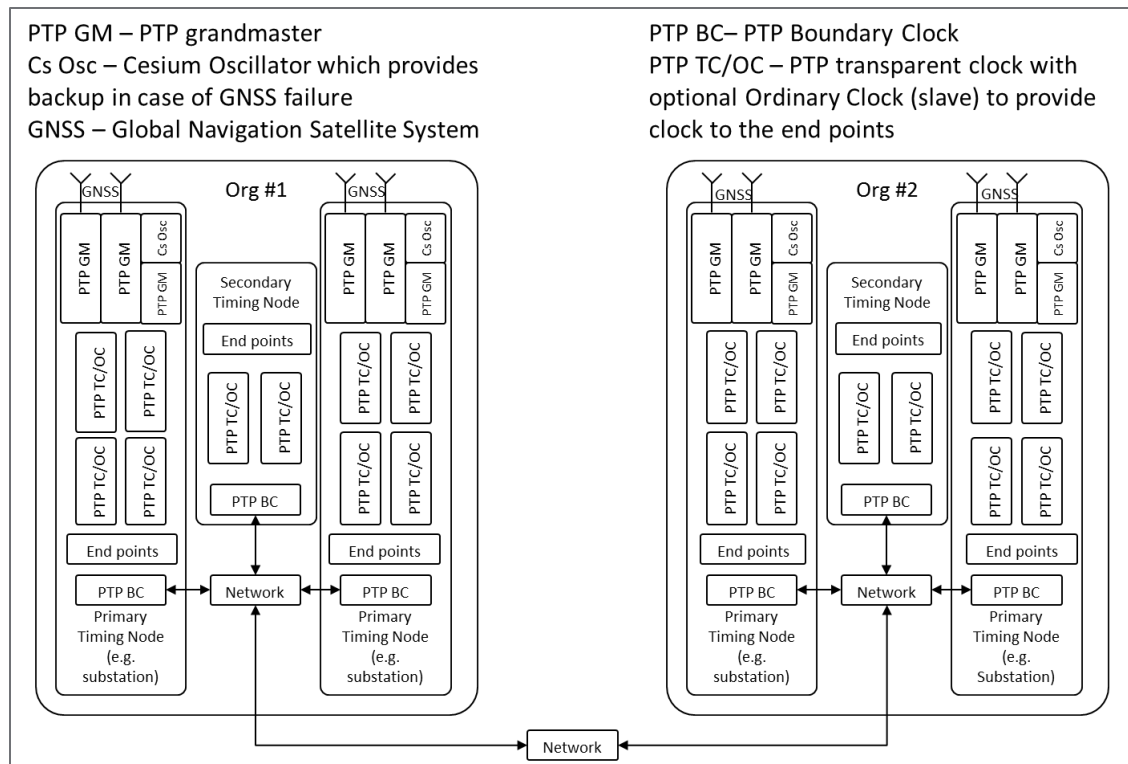 PTP GM – PTP grandmaster
Cs Osc – Cesium Oscillator which provides
backup in case of GNSS failure
GNSS – Global Navigation Satellite System
PTP BC– PTP Boundary Clock
PTP TC/OC – PTP transparent clock with
optional Ordinary Clock (slave) to provide
clock to the end points
Org #1
GNSS
PTP GM
PTP GM
Cs Osc
PTP GM
PTP TC/OC
PTP TC/OC
PTP TC/OC
PTP TC/OC
End points
PTP BC
Primary
Timing Node
(e.g.
substation)
Secondary
Timing Node
End points
PTP TC/OC
PTP TC/OC
PTP BC
Network
GNSS
PTP GM
PTP GM
Cs Osc
PTP GM
PTP TC/OC
PTP TC/OC
PTP TC/OC
PTP TC/OC
End points
PTP BC
Primary
Timing Node
(e.g.
substation)
Org #2
GNSS
PTP GM
PTP GM
Cs Osc
PTP GM
PTP TC/OC
PTP TC/OC
PTP TC/OC
PTP TC/OC
End points
PTP BC
Primary
Timing Node
(e.g.
substation)
Secondary
Timing Node
End points
PTP TC/OC
PTP TC/OC
PTP BC
Network
GNSS
PTP GM
PTP GM
Cs Osc
PTP GM
PTP TC/OC
PTP TC/OC
PTP TC/OC
PTP TC/OC
End points
PTP BC
Primary
Timing Node
(e.g.
Substation)
Network